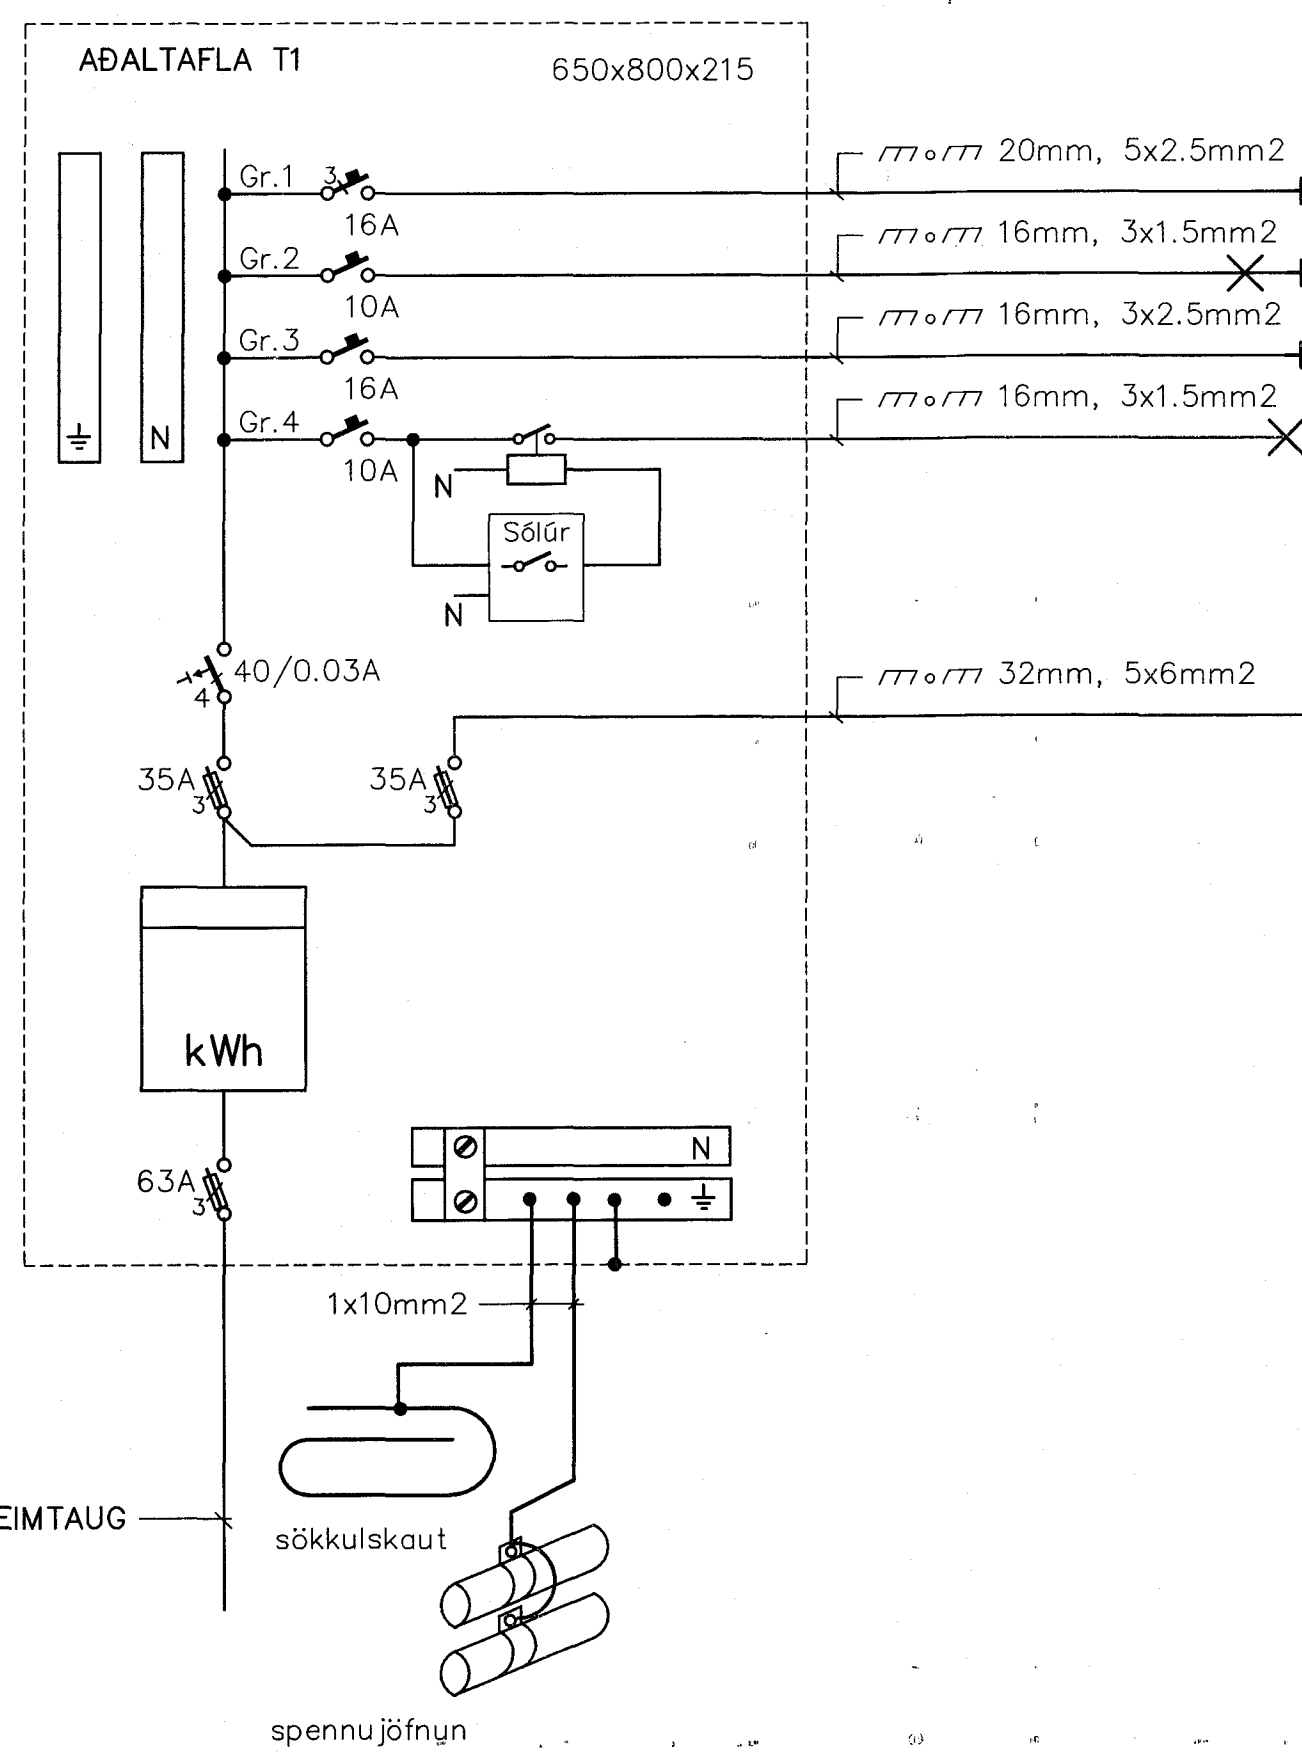 AÐALTAFLA T1
650x800x215
Gr.1
3
16A
20mm, 5x2.5mm2
Gr.2
10A
16mm, 3x1.5mm2
Gr.3
16A
16mm, 3x2.5mm2
Gr.4
10A
16mm, 3x1.5mm2
N
N
Sólúr
N
40/0.03A
4
32mm, 5x6mm2
35A
3
35A
3
kWh
63A
3
N
1x10mm2
EIMTAUG
sökkulskaut
spennujöfnun